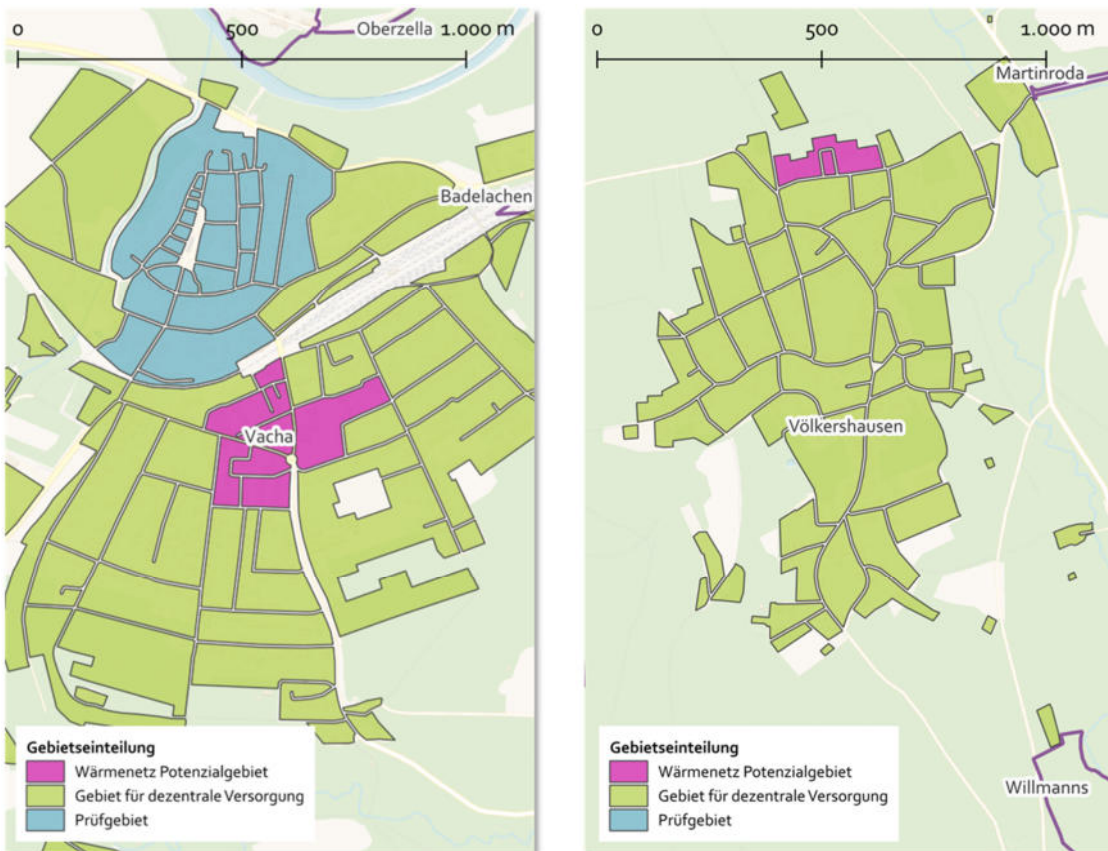 0 500 1.000 m
Oberzella
Badelachen
Vacha
Gebietseinteilung
Wärmenetz Potenzialgebiet
Gebiet für dezentrale Versorgung
Prüfgebiet
0 500 1.000 m
Martinroda
Völkershausen
Willmanns
Gebietseinteilung
Wärmenetz Potenzialgebiet
Gebiet für dezentrale Versorgung
Prüfgebiet